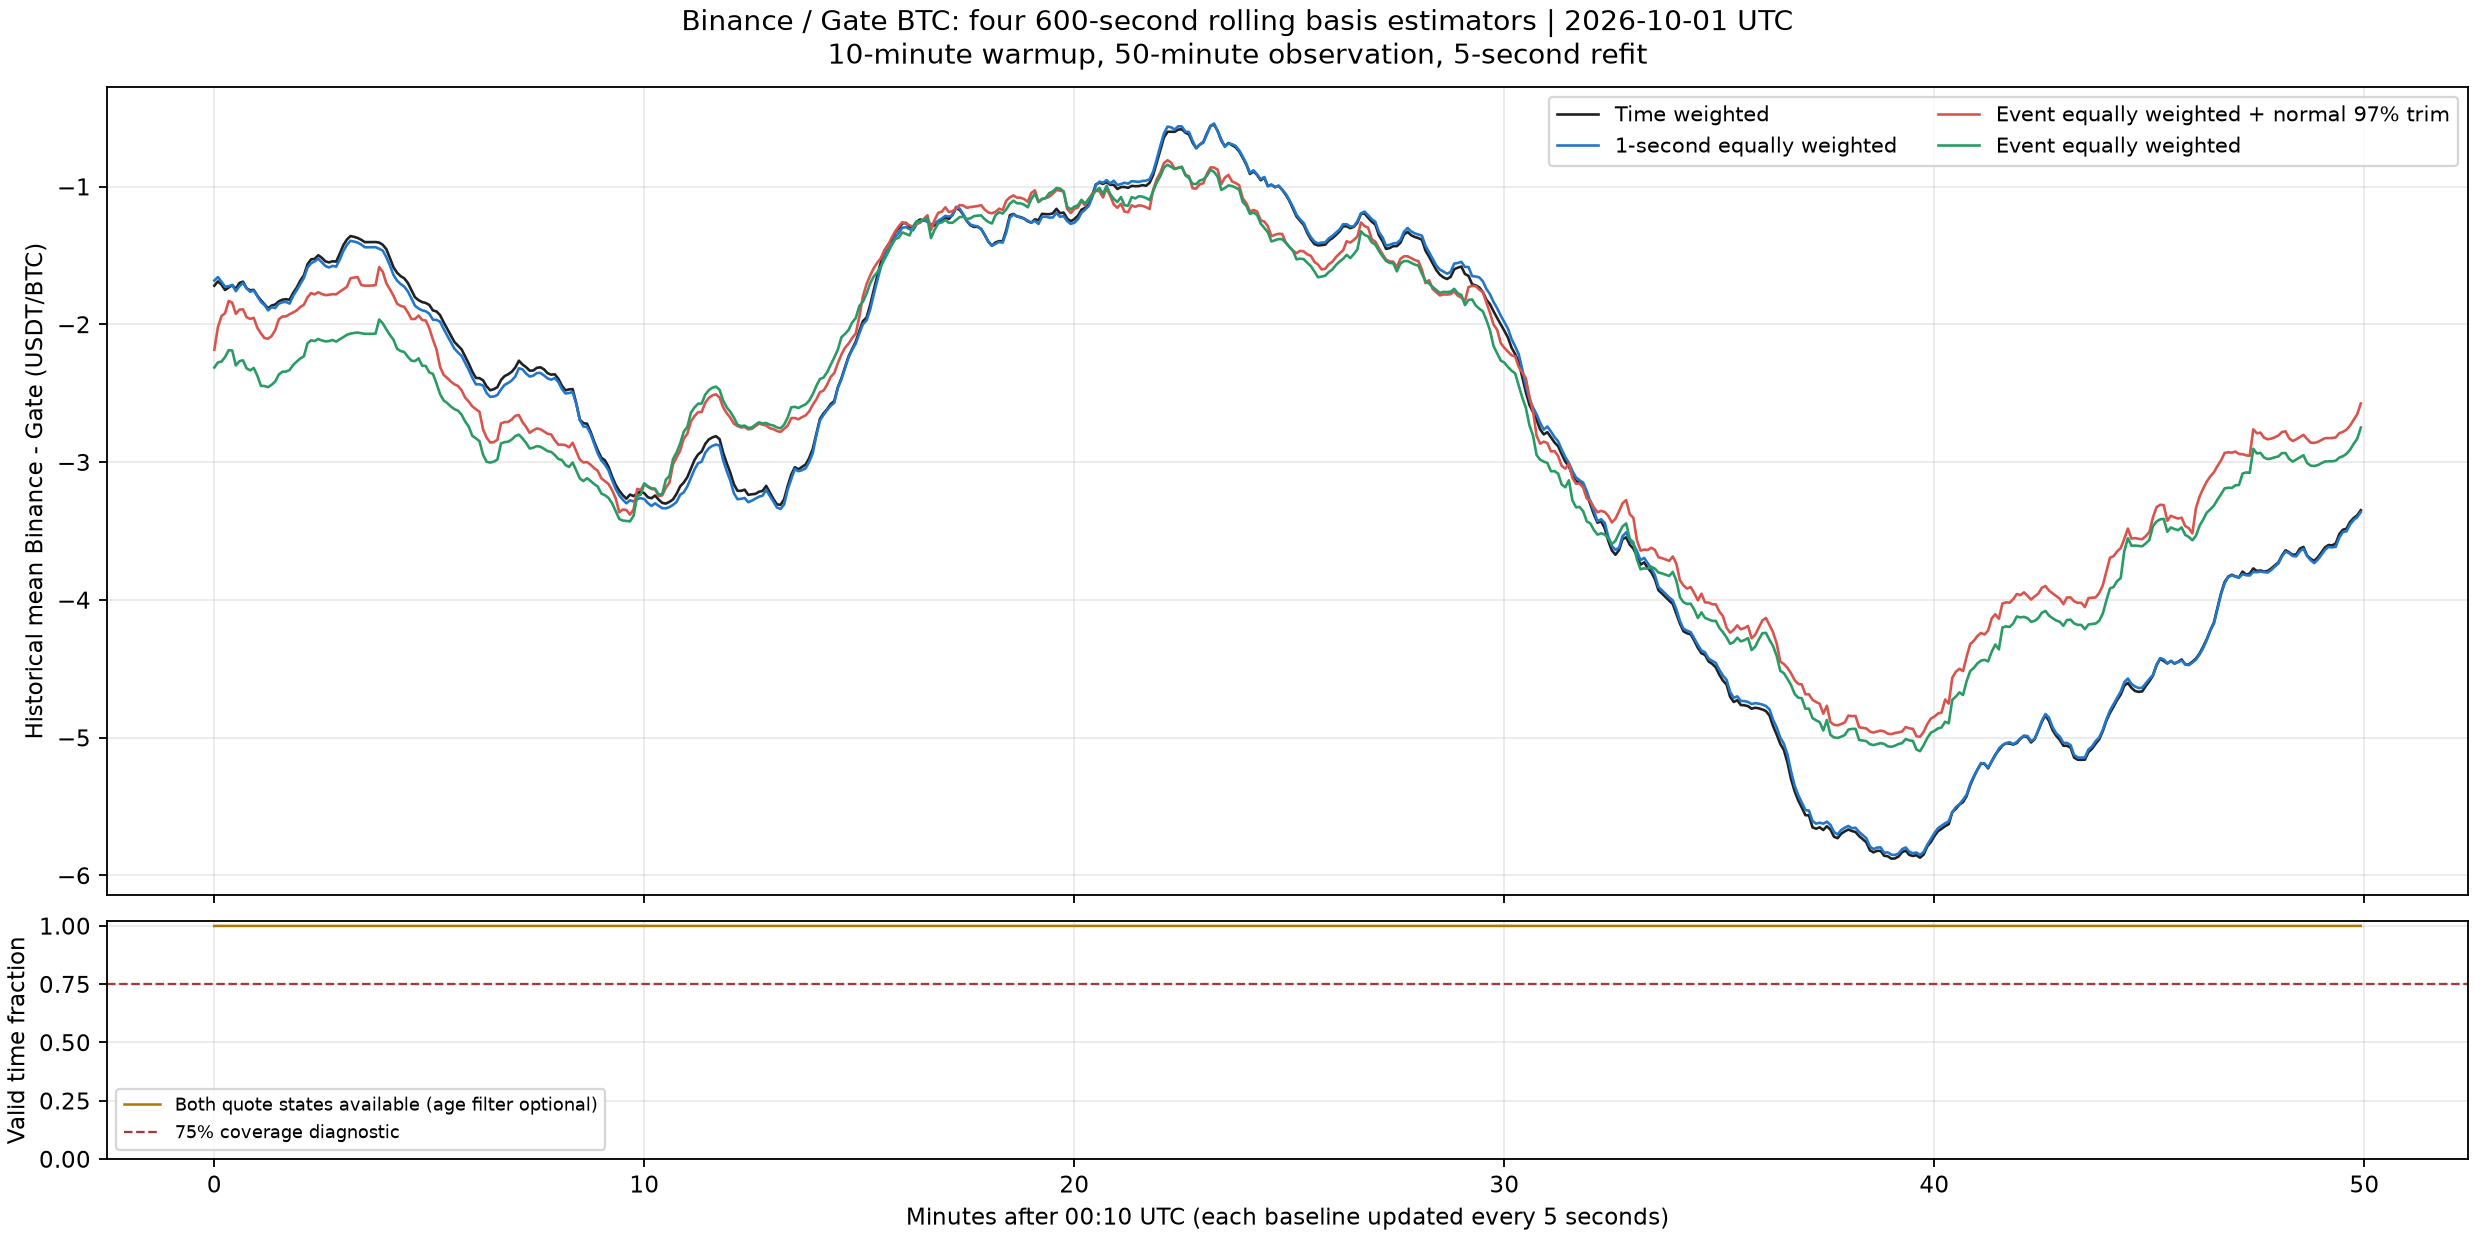 Binance / Gate BTC: four 600-second rolling basis estimators | 2026-10-01 UTC
10-minute warmup, 50-minute observation, 5-second refit
Time weighted
1-second equally weighted
Event equally weighted + normal 97% trim
Event equally weighted
Historical mean Binance - Gate (USDT/BTC)
−1
−2
−3
−4
−5
−6
Valid time fraction
1.00
0.75
0.50
0.25
0.00
Both quote states available (age filter optional)
75% coverage diagnostic
0
10
20
30
40
50
Minutes after 00:10 UTC (each baseline updated every 5 seconds)